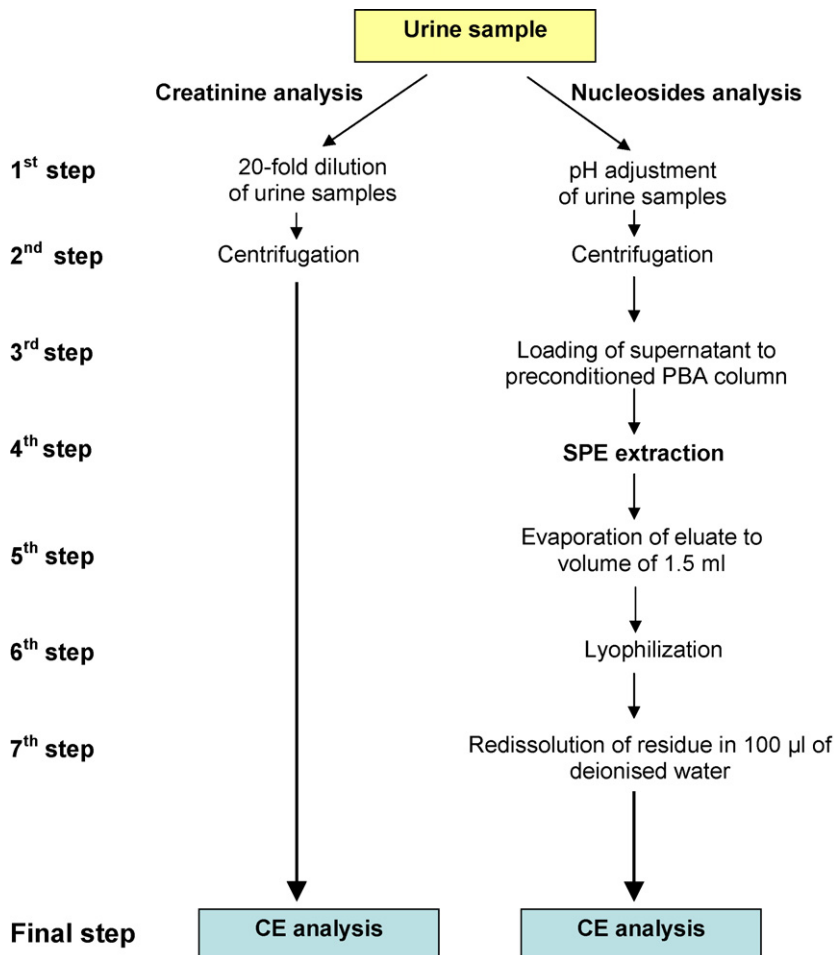 Urine sample
Creatinine analysis
Nucleosides analysis
1st step
20-fold dilution
of urine samples
pH adjustment
of urine samples
2nd step
Centrifugation
Centrifugation
3rd step
Loading of supernatant to
preconditioned PBA column
4th step
SPE extraction
5th step
Evaporation of eluate to
volume of 1.5 ml
6th step
Lyophilization
7th step
Redissolution of residue in 100 µl of
deionised water
Final step
CE analysis
CE analysis